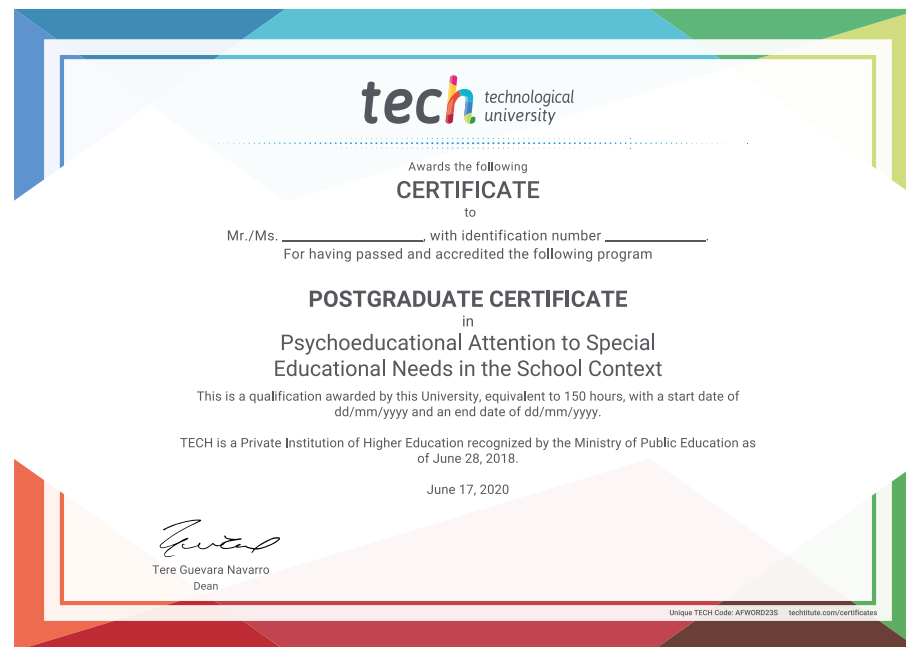 tech technological
university
Awards the following
CERTIFICATE
to
Mr./Ms. ____________________, with identification number ______________.
For having passed and accredited the following program
POSTGRADUATE CERTIFICATE
in
Psychoeducational Attention to Special
Educational Needs in the School Context
This is a qualification awarded by this University, equivalent to 150 hours, with a start date of
dd/mm/yyyy and an end date of dd/mm/yyyy.
TECH is a Private Institution of Higher Education recognized by the Ministry of Public Education as
of June 28, 2018.
June 17, 2020
Tere Guevara Navarro
Dean
Unique TECH Code: AFWORD23S techtitute.com/certificates